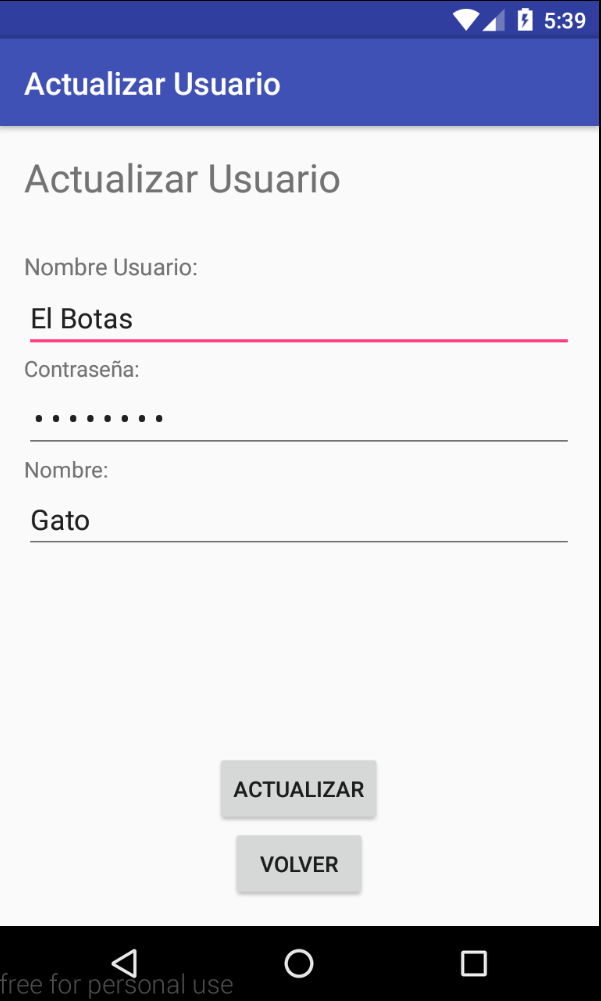 5:39
Actualizar Usuario
Actualizar Usuario
Nombre Usuario:
El Botas
Contraseña:
••••••••
Nombre:
Gato
ACTUALIZAR
VOLVER
free for personal use